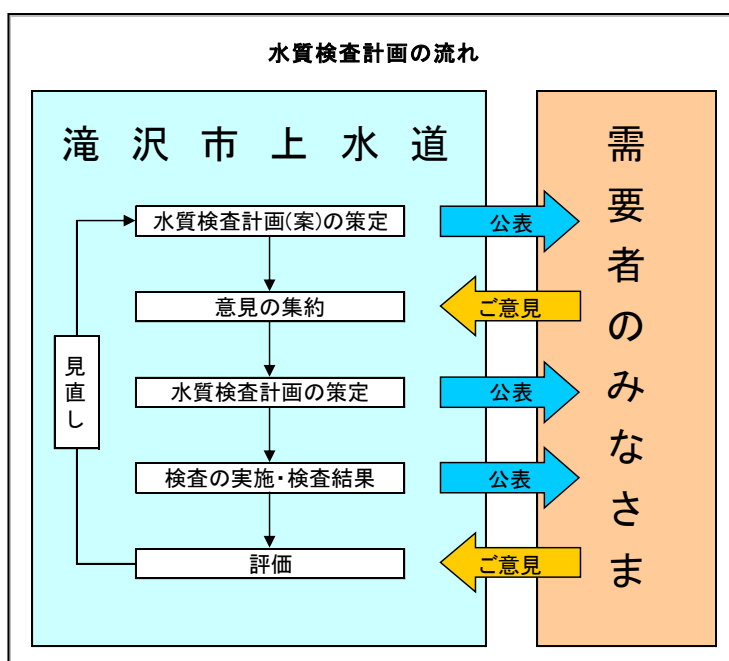 水質検査計画の流れ
滝沢市上水道
需要者のみなさま
水質検査計画(案)の策定
公表
意見の集約
ご意見
見直し
水質検査計画の策定
公表
検査の実施・検査結果
公表
評価
ご意見